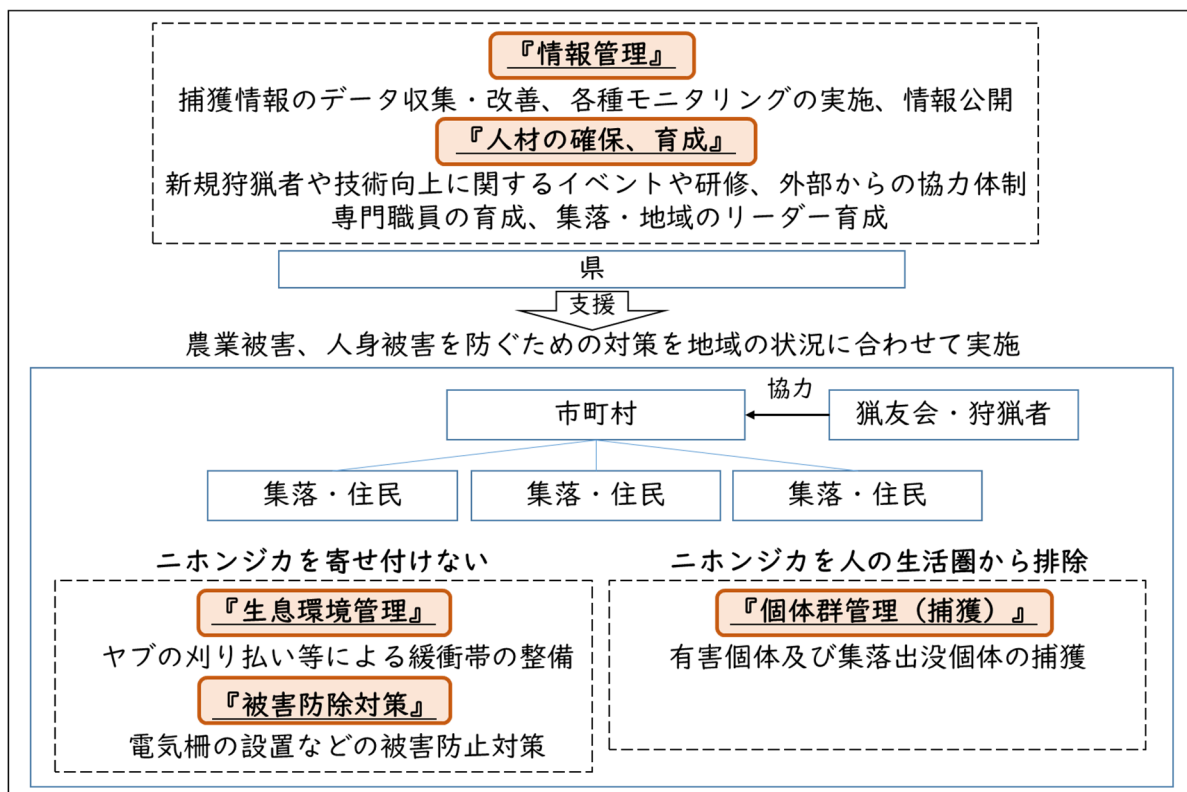 『情報管理』
捕獲情報のデータ収集・改善、各種モニタリングの実施、情報公開
『人材の確保、育成』
新規狩猟者や技術向上に関するイベントや研修、外部からの協力体制
専門職員の育成、集落・地域のリーダー育成
県
支援
農業被害、人身被害を防ぐための対策を地域の状況に合わせて実施
市町村
協力
猟友会・狩猟者
集落・住民
集落・住民
集落・住民
ニホンジカを寄せ付けない
『生息環境管理』
ヤブの刈り払い等による緩衝帯の整備
『被害防除対策』
電気柵の設置などの被害防止対策
ニホンジカを人の生活圏から排除
『個体群管理（捕獲）』
有害個体及び集落出没個体の捕獲